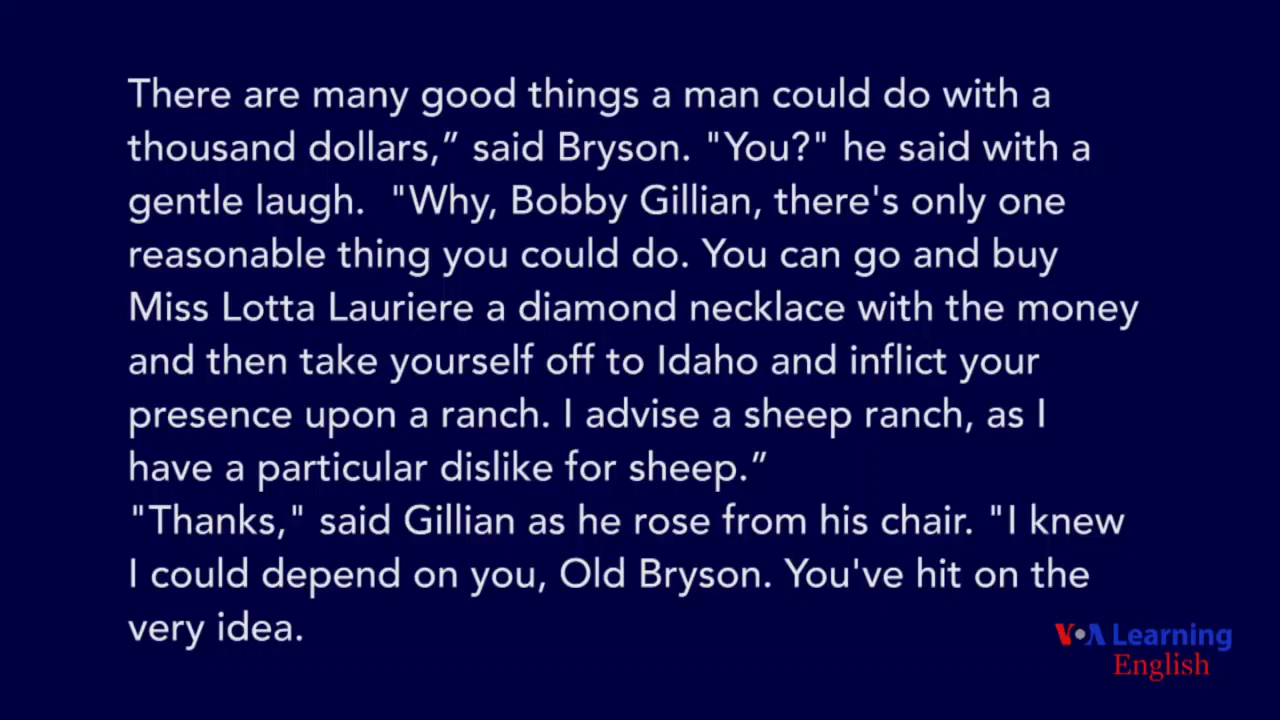 There are many good things a man could do with a
thousand dollars,” said Bryson. "You?" he said with a
gentle laugh.  "Why, Bobby Gillian, there's only one
reasonable thing you could do. You can go and buy
Miss Lotta Lauriere a diamond necklace with the money
and then take yourself off to Idaho and inflict your
presence upon a ranch. I advise a sheep ranch, as I
have a particular dislike for sheep.”
"Thanks," said Gillian as he rose from his chair. "I knew
I could depend on you, Old Bryson. You've hit on the
very idea.
VOA Learning
English